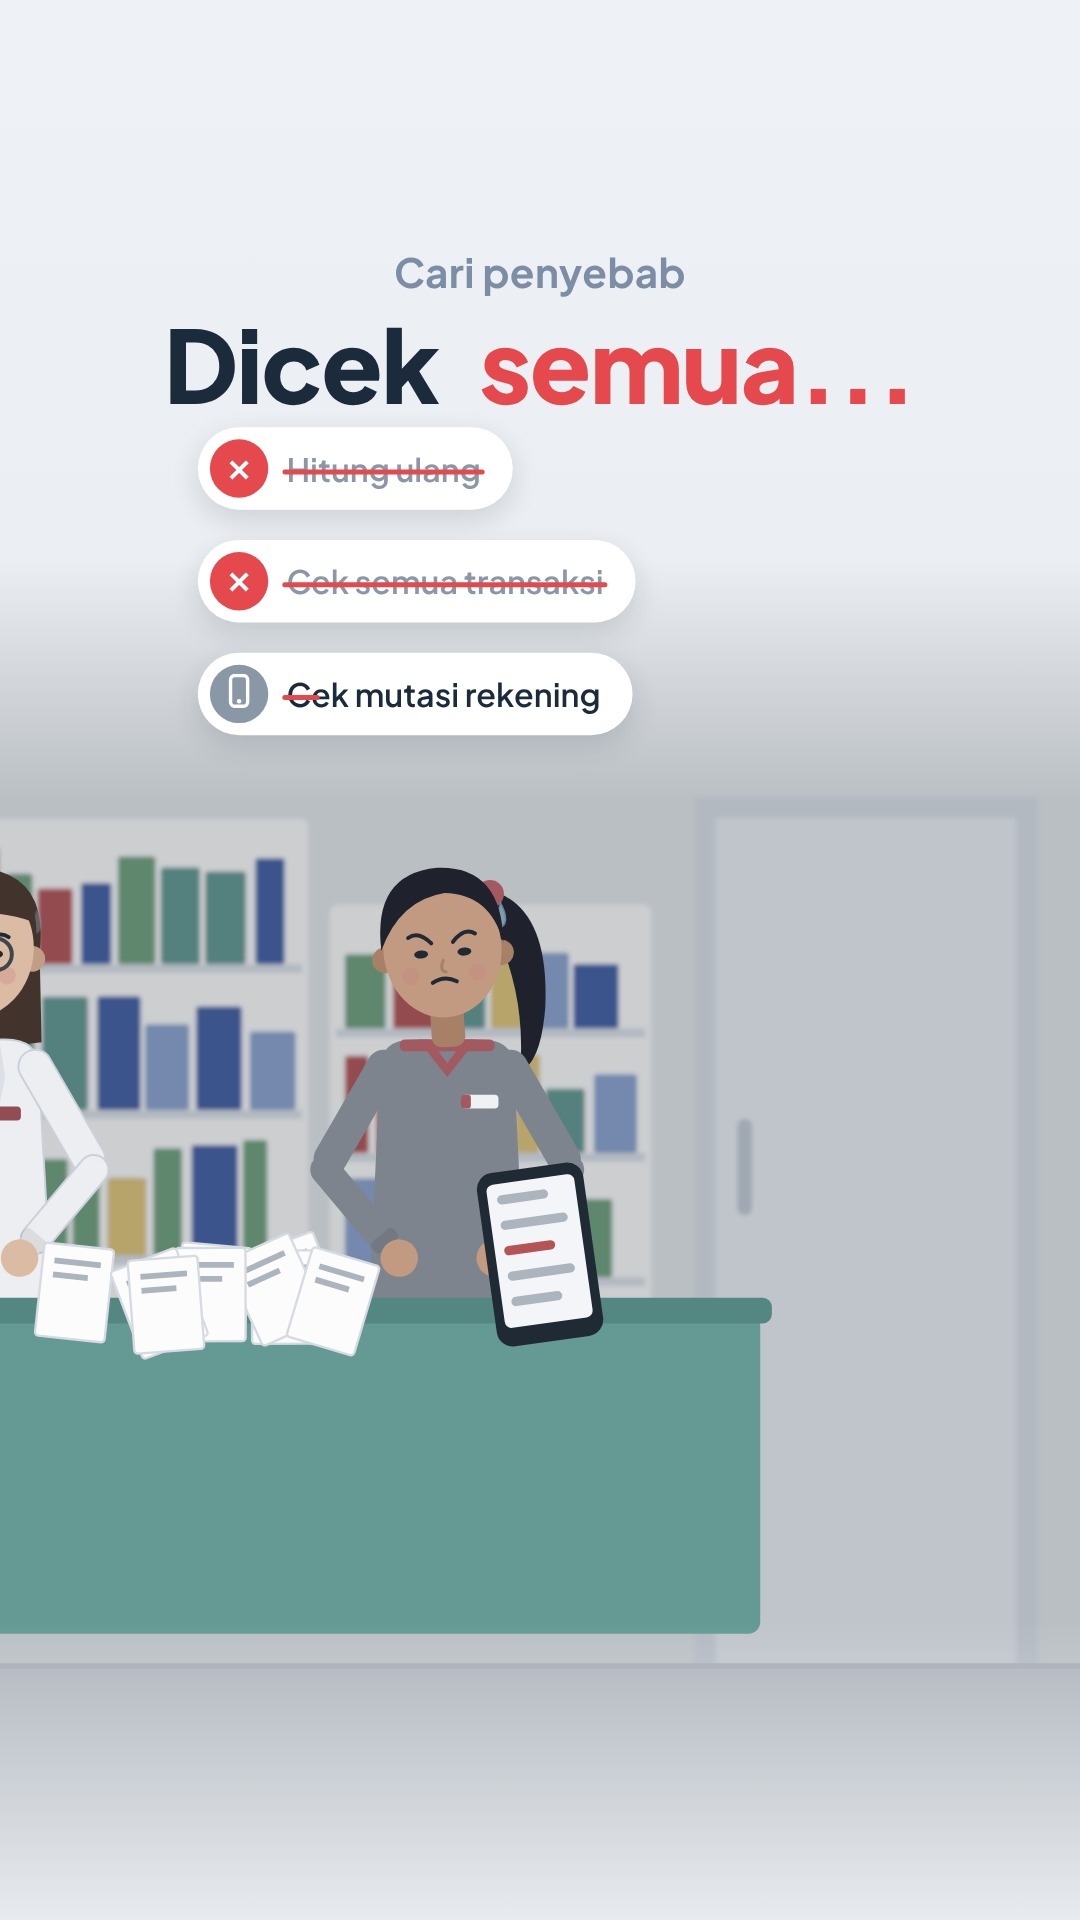 Cari penyebab
Dicek semua...
Hitung ulang
Cek semua transaksi
Cek mutasi rekening